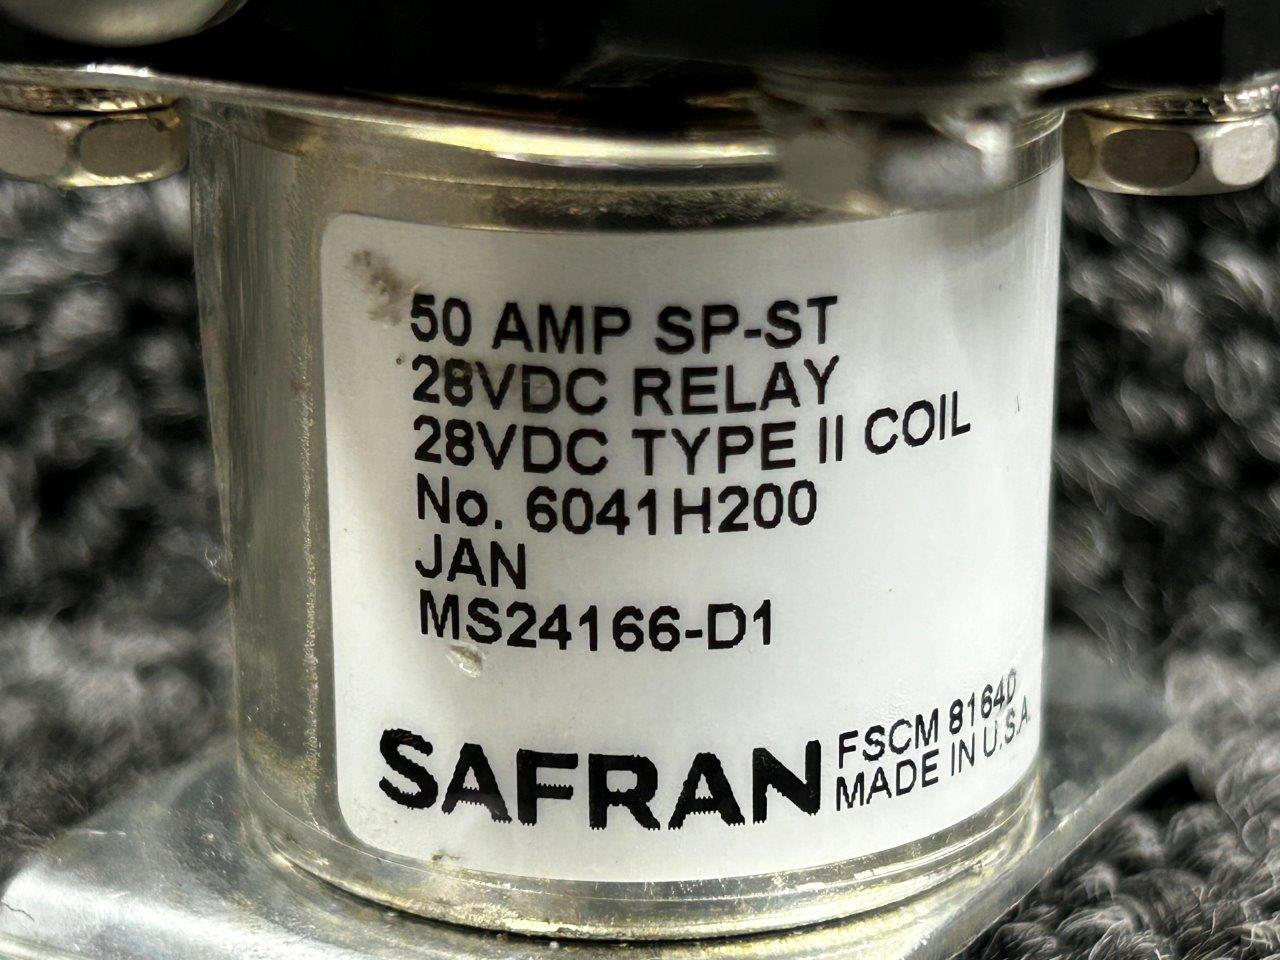 50 AMP SP-ST
28VDC RELAY
28VDC TYPE II COIL
No. 6041H200
JAN
MS24166-D1
SAFRAN
FSCM 8164D
MADE IN U.S.A.